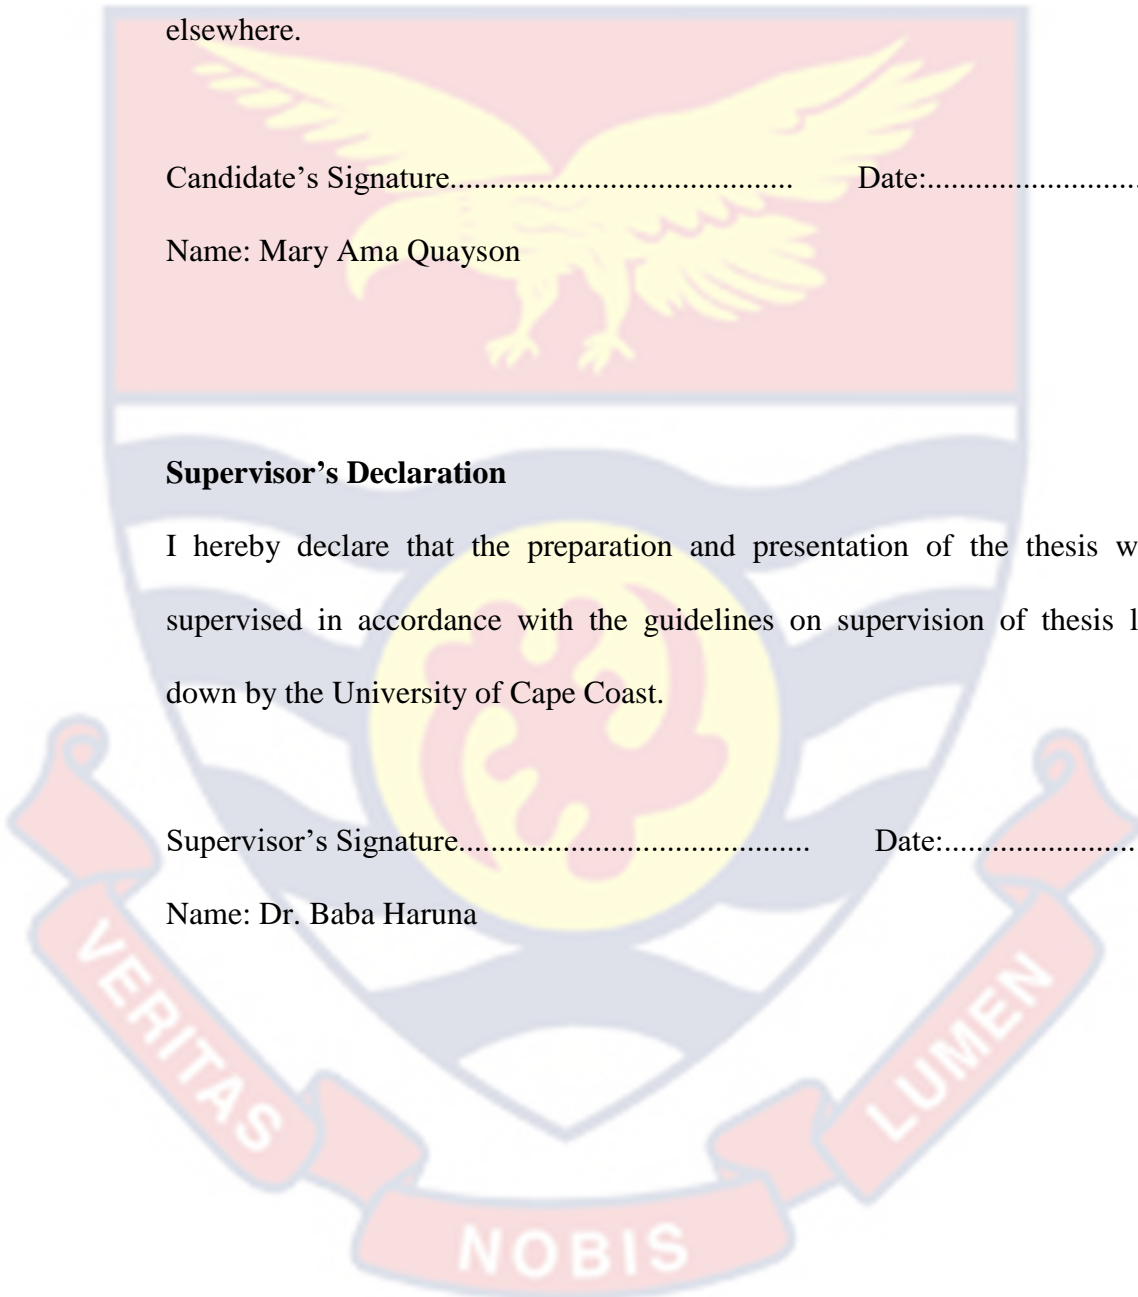 elsewhere.
Candidate’s Signature.......................................... Date:..........................
Name: Mary Ama Quayson
Supervisor’s Declaration
I hereby declare that the preparation and presentation of the thesis w
supervised in accordance with the guidelines on supervision of thesis l
down by the University of Cape Coast.
Supervisor’s Signature........................................... Date:........................
Name: Dr. Baba Haruna
VERITAS
NOBIS
LUMEN